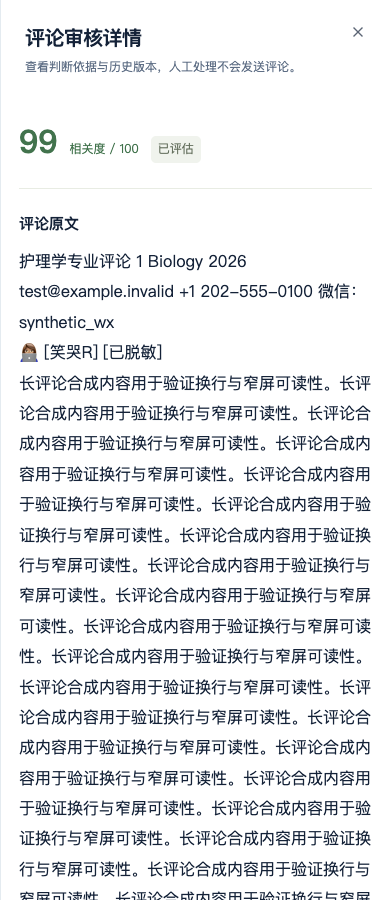 评论审核详情
查看判断依据与历史版本，人工处理不会发送评论。
99 相关度 / 100 已评估
评论原文
护理学专业评论 1 Biology 2026
test@example.invalid +1 202-555-0100 微信：
synthetic_wx
[笑哭R] [已脱敏]
长评论合成内容用于验证换行与窄屏可读性。长评
论合成内容用于验证换行与窄屏可读性。长评论合
成内容用于验证换行与窄屏可读性。长评论合成内
容用于验证换行与窄屏可读性。长评论合成内容用
于验证换行与窄屏可读性。长评论合成内容用于验
证换行与窄屏可读性。长评论合成内容用于验证换
行与窄屏可读性。长评论合成内容用于验证换行与
窄屏可读性。长评论合成内容用于验证换行与窄屏
可读性。长评论合成内容用于验证换行与窄屏可读
性。长评论合成内容用于验证换行与窄屏可读性。
长评论合成内容用于验证换行与窄屏可读性。长评
论合成内容用于验证换行与窄屏可读性。长评论合
成内容用于验证换行与窄屏可读性。长评论合成内
容用于验证换行与窄屏可读性。长评论合成内容用
于验证换行与窄屏可读性。长评论合成内容用于验
证换行与窄屏可读性。长评论合成内容用于验证换
行与窄屏可读性。长评论合成内容用于验证换行与
窄屏可读性。长评论合成内容用于验证换行与窄屏